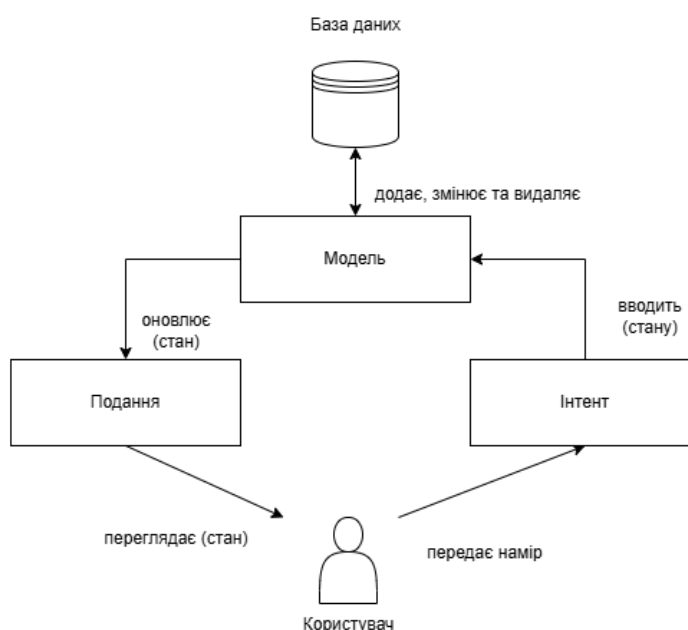 База даних
додає, змінює та видаляє
Модель
оновлює
(стан)
вводить
(стану)
Подання
Інтент
переглядає (стан)
передає намір
Користувач